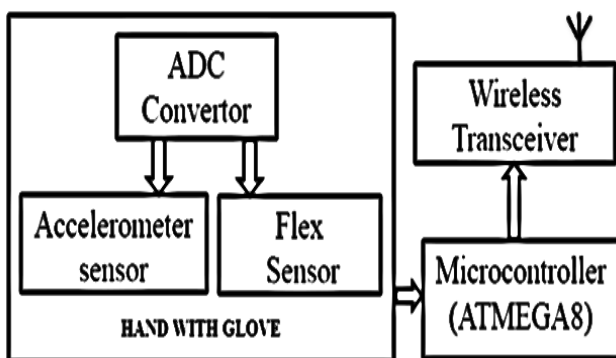 ADC
Convertor
Accelerometer
sensor
Flex
Sensor
HAND WITH GLOVE
Wireless
Transceiver
Microcontroller
(ATMEGA8)